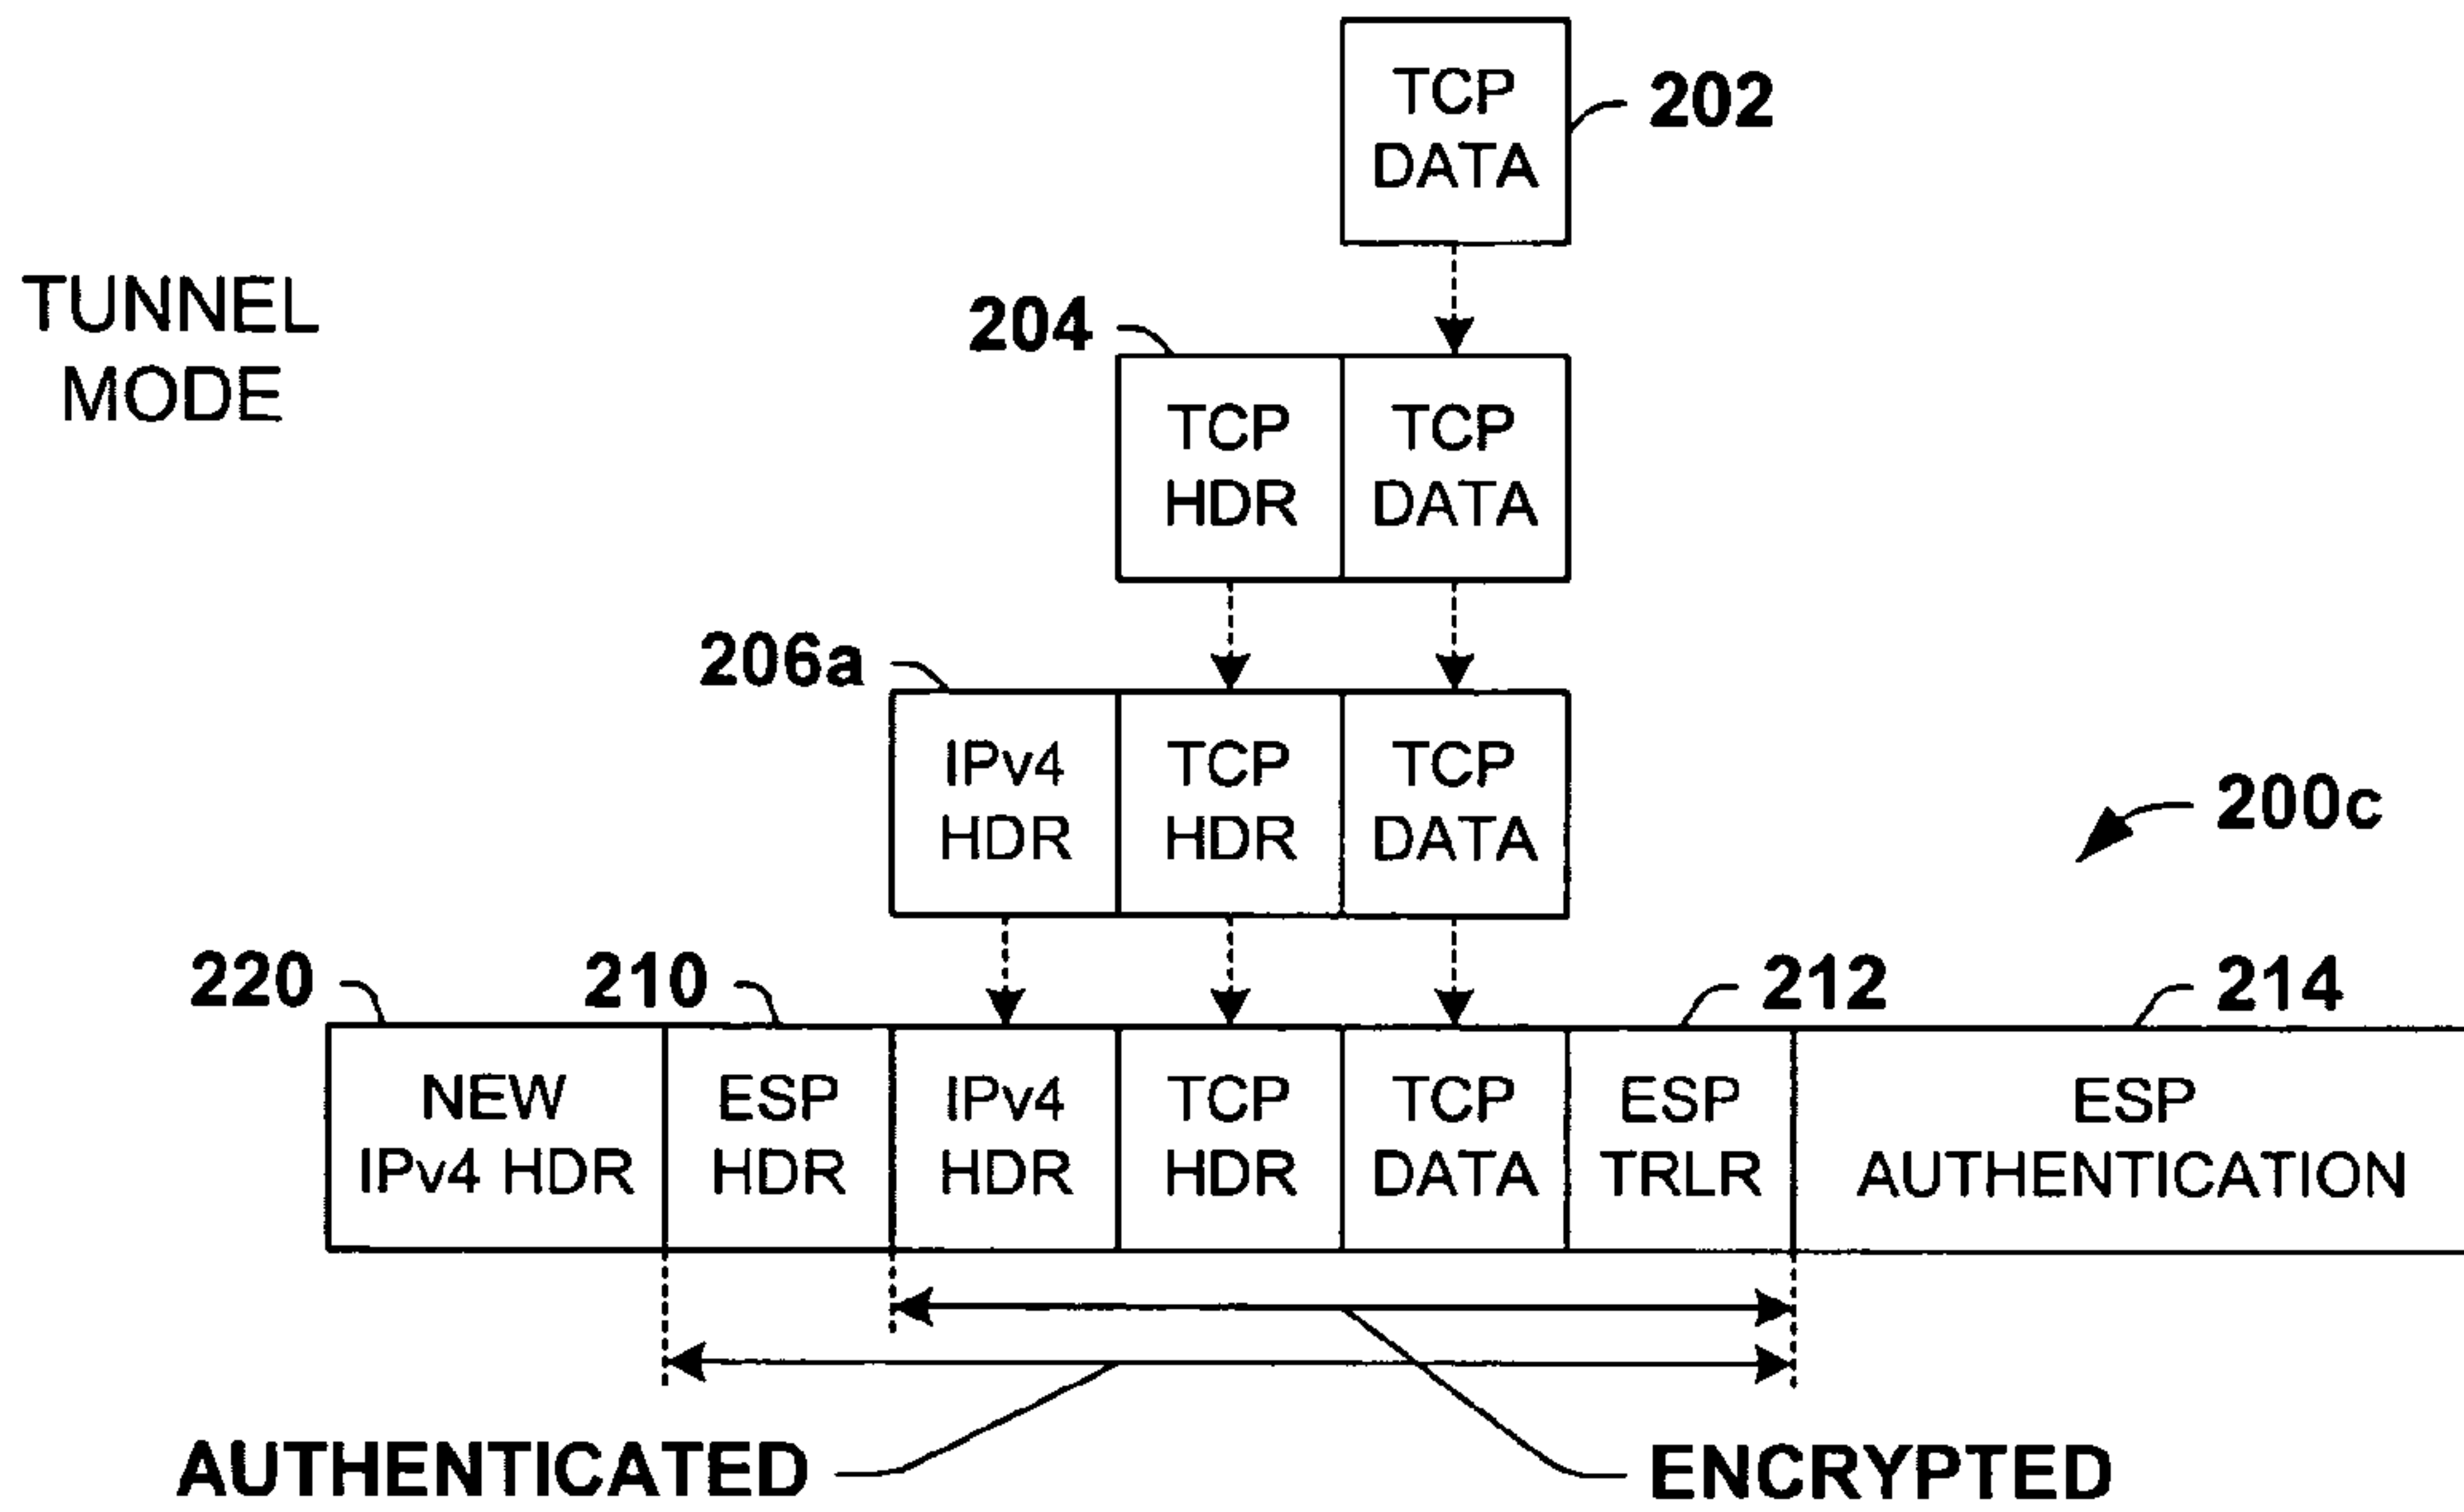 TCP
DATA
202
TUNNEL
MODE
204
TCP
HDR
TCP
DATA
206a
IPv4
HDR
TCP
HDR
TCP
DATA
200c
220
210
212
214
NEW
IPv4 HDR
ESP
HDR
IPv4
HDR
TCP
HDR
TCP
DATA
ESP
TRLR
ESP
AUTHENTICATION
AUTHENTICATED
ENCRYPTED